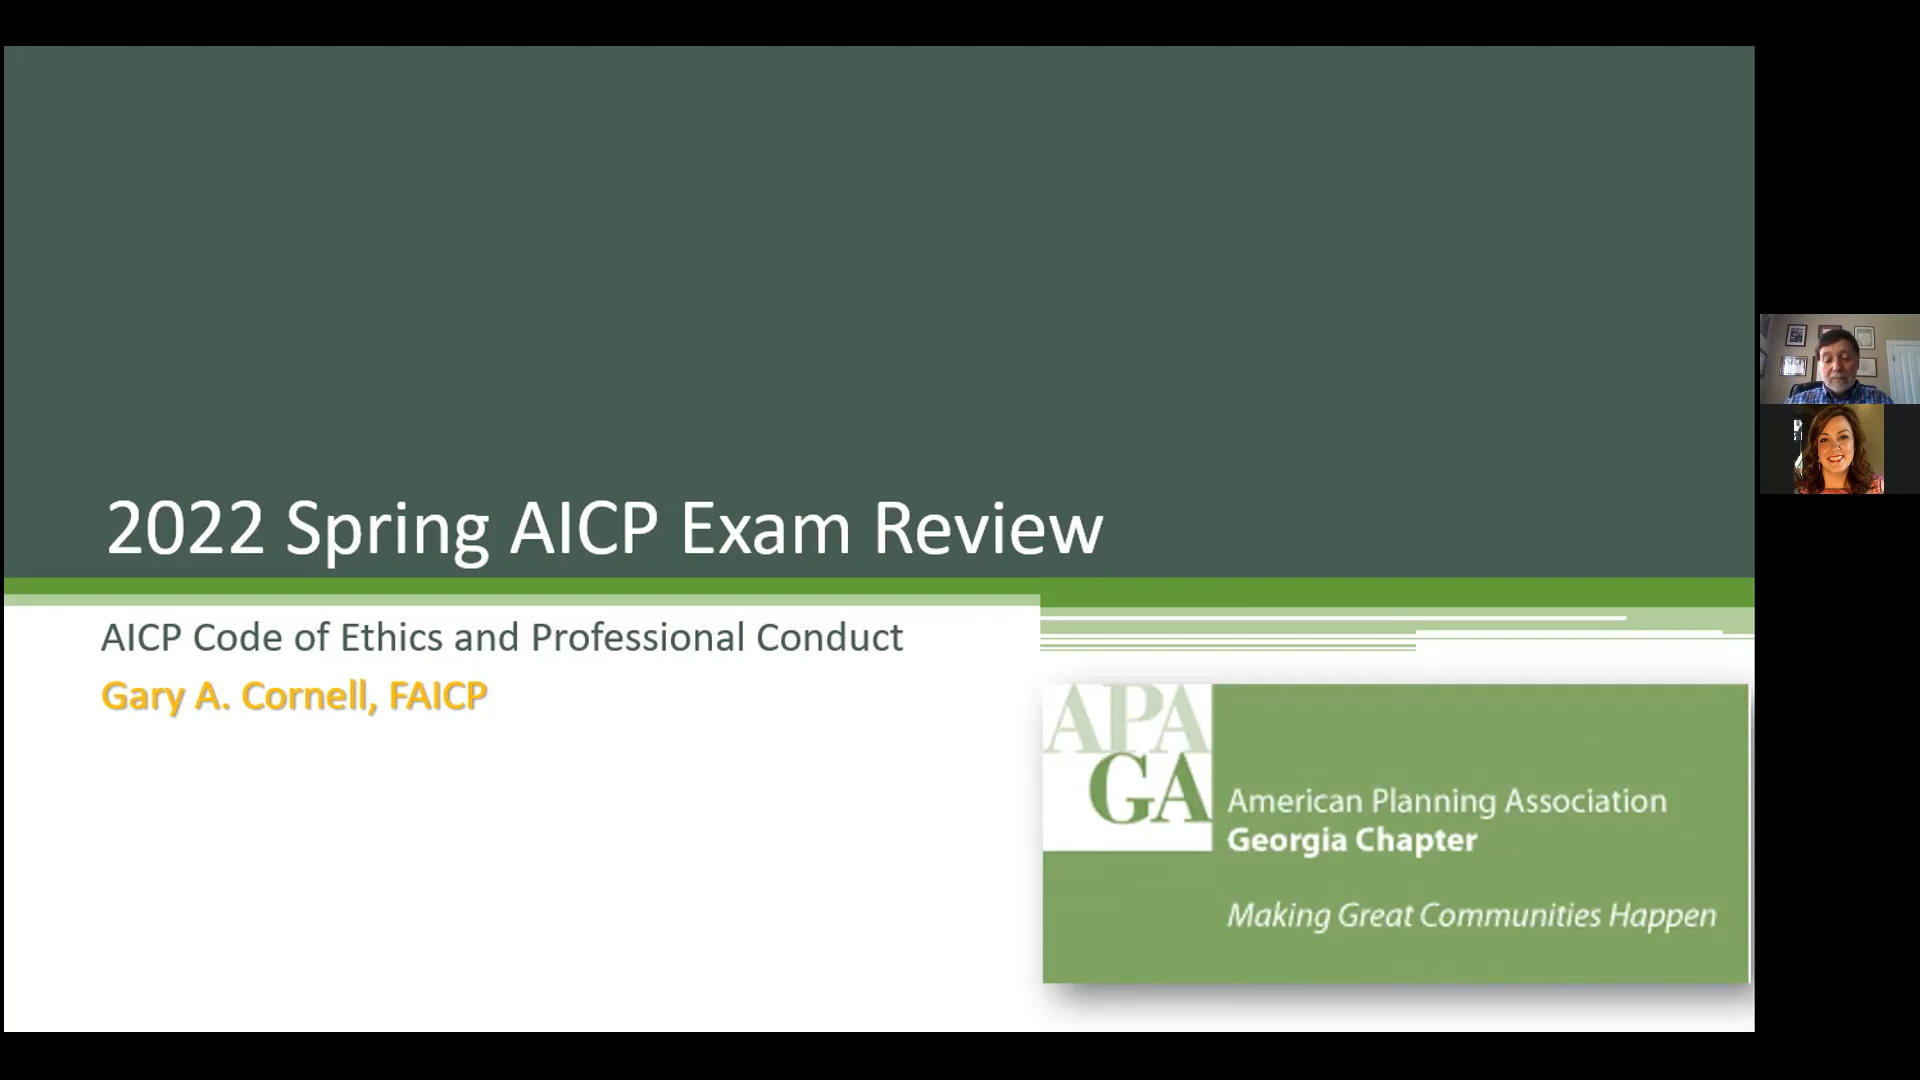 2022 Spring AICP Exam Review
AICP Code of Ethics and Professional Conduct
Gary A. Cornell, FAICP
APA
GA
American Planning Association
Georgia Chapter
Making Great Communities Happen